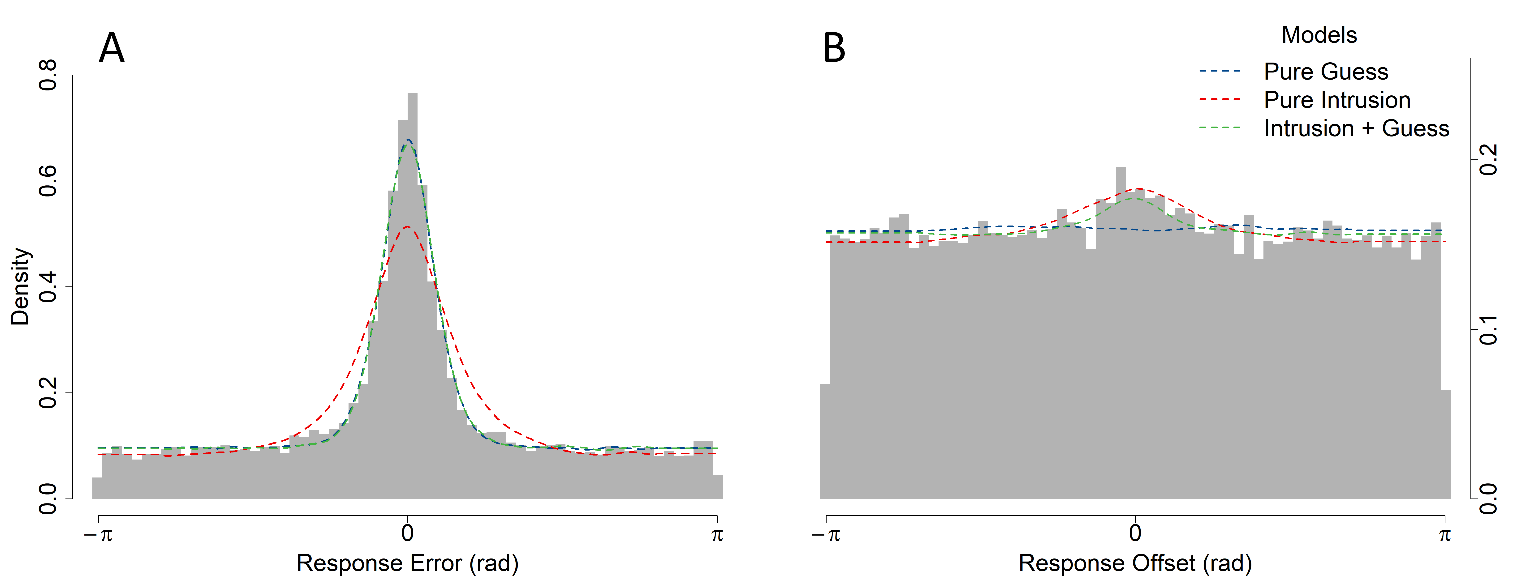 A
B
Models
Pure Guess
Pure Intrusion
Intrusion + Guess
Density
0.0
0.2
0.4
0.6
0.8
−π
0
π
Response Error (rad)
−π
0
π
Response Offset (rad)
0.0
0.1
0.2